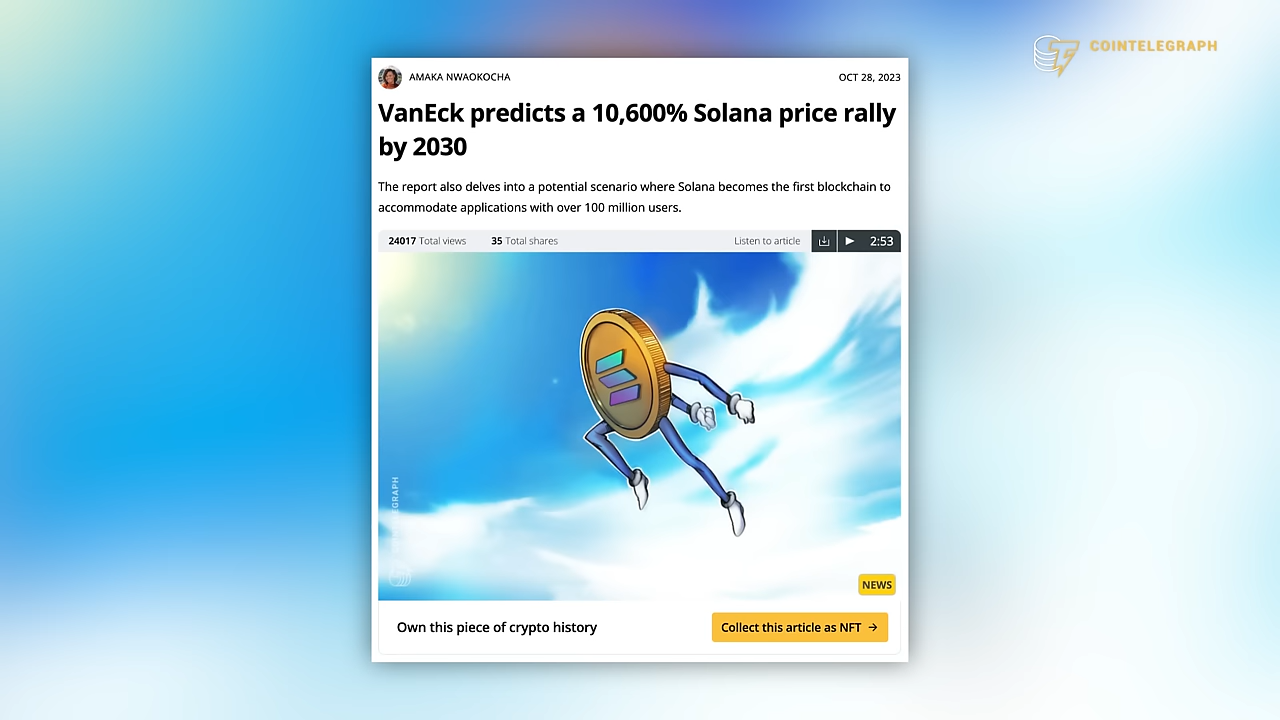 COINTELEGRAPH
AMAKA NWAOKOCHA
OCT 28, 2023
VanEck predicts a 10,600% Solana price rally
by 2030
The report also delves into a potential scenario where Solana becomes the first blockchain to
accommodate applications with over 100 million users.
24017 Total views
35 Total shares
Listen to article
2:53
EGRAPH
NEWS
Own this piece of crypto history
Collect this article as NFT →